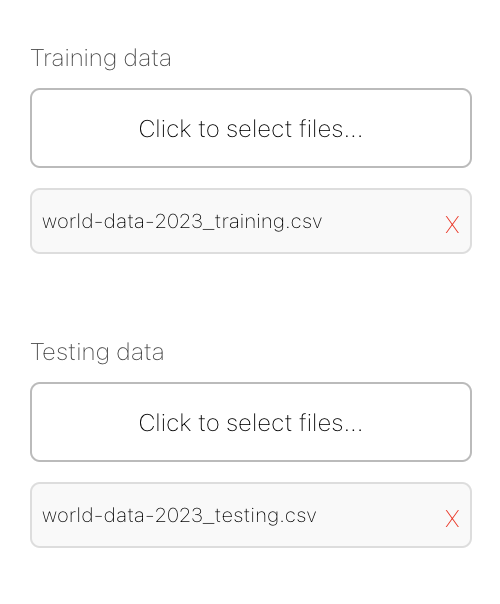 Training data
Click to select files...
world-data-2023_training.csv
X
Testing data
Click to select files...
world-data-2023_testing.csv
X